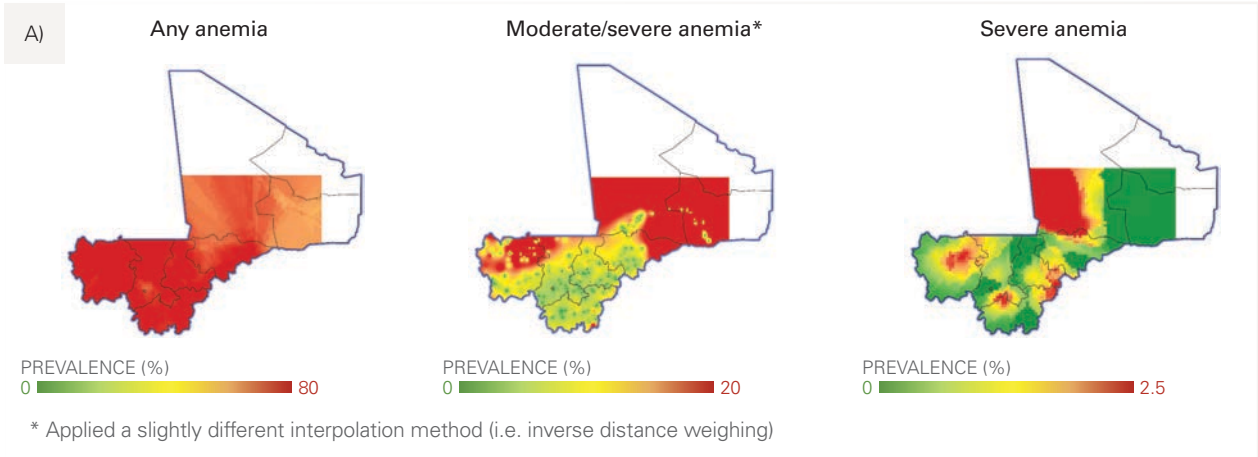 A)
Any anemia
Moderate/severe anemia*
Severe anemia
PREVALENCE (%)
0 80
PREVALENCE (%)
0 20
PREVALENCE (%)
0 2.5
* Applied a slightly different interpolation method (i.e. inverse distance weighing)